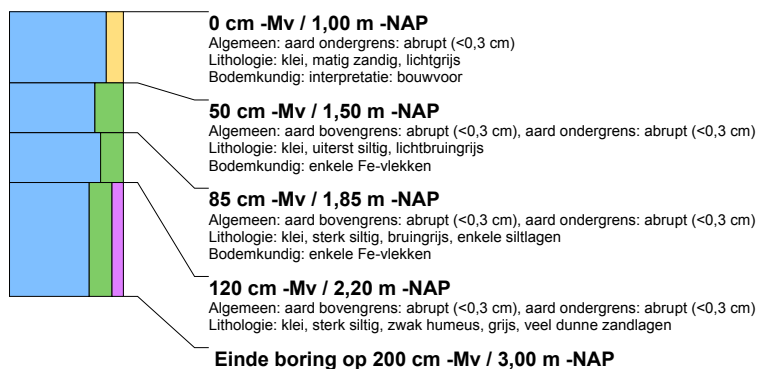 0 cm -Mv / 1,00 m -NAP
Algemeen: aard ondergrens: abrupt (<0,3 cm)
Lithologie: klei, matig zandig, lichtgrijs
Bodemkundig: interpretatie: bouwvoor
50 cm -Mv / 1,50 m -NAP
Algemeen: aard bovengrens: abrupt (<0,3 cm), aard ondergrens: abrupt (<0,3 cm)
Lithologie: klei, uiterst siltig, lichtbruingrijs
Bodemkundig: enkele Fe-vlekken
85 cm -Mv / 1,85 m -NAP
Algemeen: aard bovengrens: abrupt (<0,3 cm), aard ondergrens: abrupt (<0,3 cm)
Lithologie: klei, sterk siltig, bruingrijs, enkele siltlagen
Bodemkundig: enkele Fe-vlekken
120 cm -Mv / 2,20 m -NAP
Algemeen: aard bovengrens: abrupt (<0,3 cm), aard ondergrens: abrupt (<0,3 cm)
Lithologie: klei, sterk siltig, zwak humeus, grijs, veel dunne zandlagen
Einde boring op 200 cm -Mv / 3,00 m -NAP